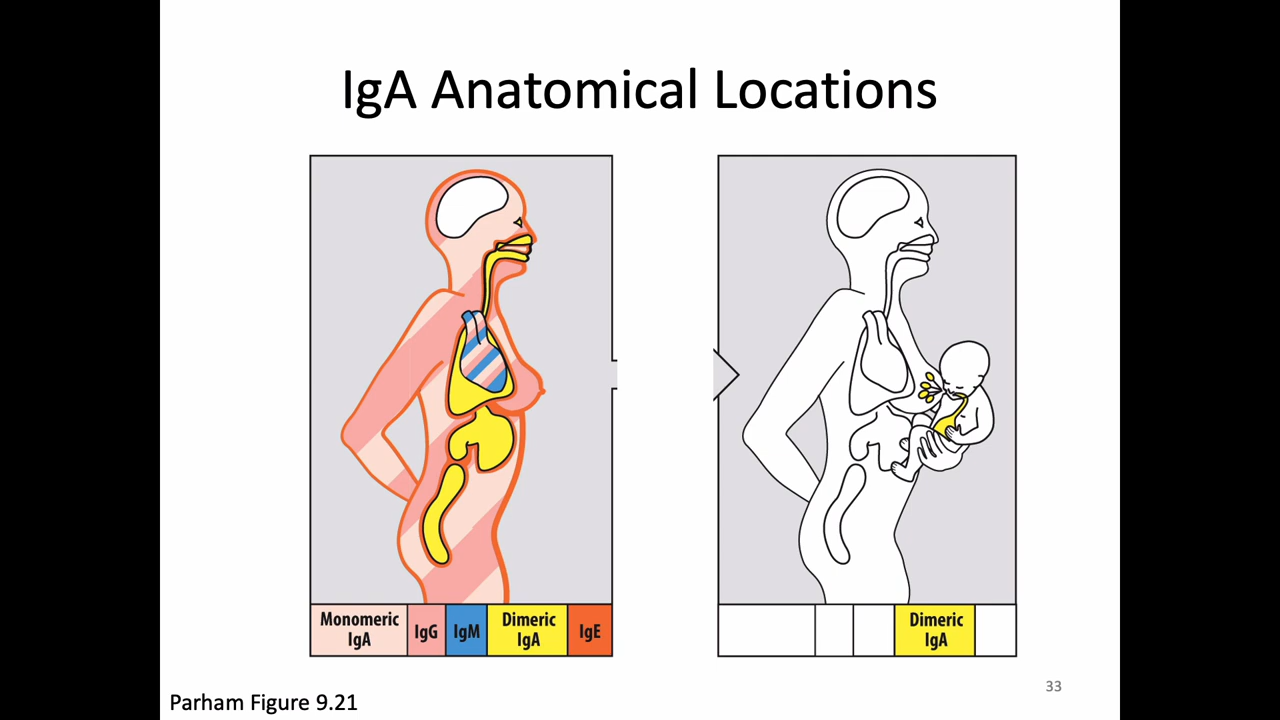 IgA Anatomical Locations
Monomeric
IgA
IgG
IgM
Dimeric
IgA
IgE
Dimeric
IgA
33
Parham Figure 9.21